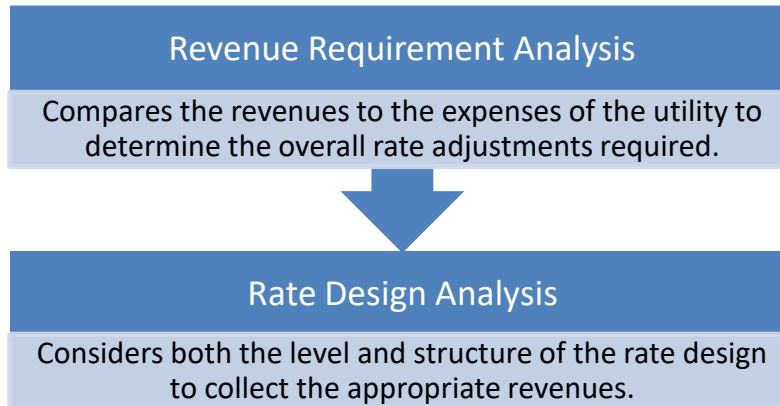 Revenue Requirement Analysis
Compares the revenues to the expenses of the utility to
determine the overall rate adjustments required.
Rate Design Analysis
Considers both the level and structure of the rate design
to collect the appropriate revenues.